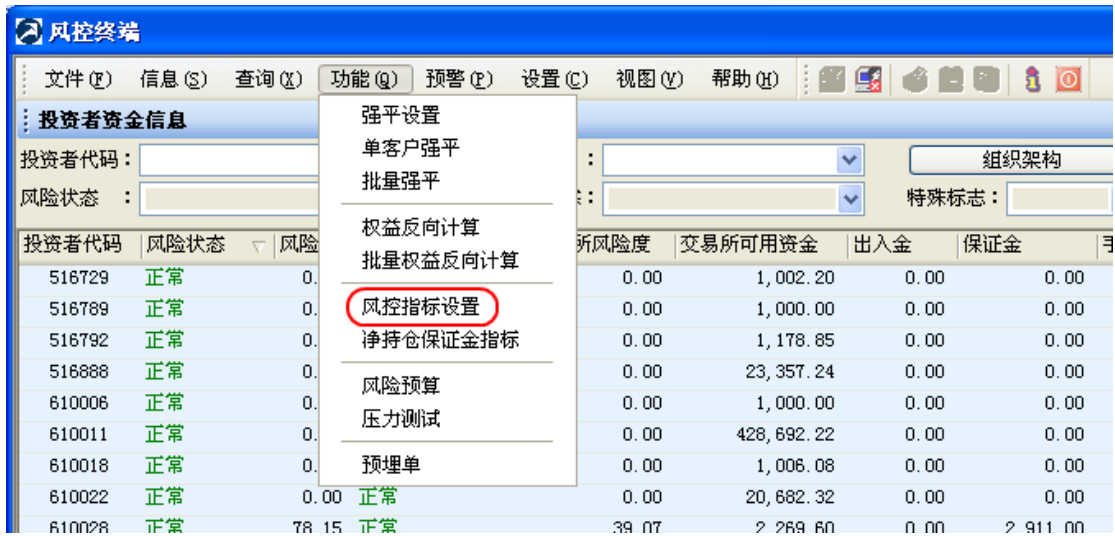 风控终端
文件(F) 信息(S) 查询(X) 功能(Q) 预警(P) 设置(C) 视图(V) 帮助(H)
投资者资金信息
强平设置
单客户强平
批量强平
权益反向计算
批量权益反向计算
风控指标设置
净持仓保证金指标
风险预算
压力测试
预埋单
投资者代码: : 组织架构
风险状态 : : 特殊标志:
投资者代码 风险状态 风险 所风险度 交易所可用资金 出入金 保证金
516729 正常 0. 0.00 1,002.20 0.00 0.00
516789 正常 0. 0.00 1,000.00 0.00 0.00
516792 正常 0. 0.00 1,178.85 0.00 0.00
516888 正常 0. 0.00 23,357.24 0.00 0.00
610006 正常 0. 0.00 1,000.00 0.00 0.00
610011 正常 0. 0.00 428,692.22 0.00 0.00
610018 正常 0. 0.00 1,006.08 0.00 0.00
610022 正常 0.00 正常 0.00 20,682.32 0.00 0.00
610028 正常 78.15 正常 39.07 2,269.60 0.00 2,911.00